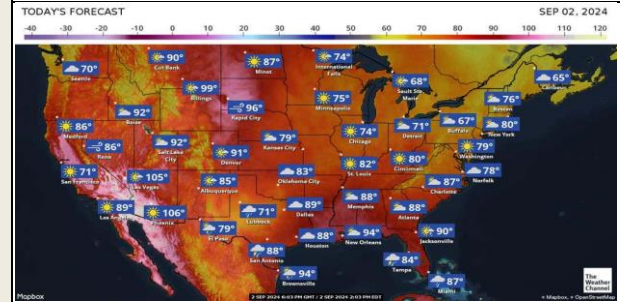 TODAY'S FORECAST
SEP 02, 2024
-40 -30 -20 -10 0 10 20 30 40 50 60 70 80 90 100 110 120
70°
Seattle
90°
Cut Bank
87°
Minot
74°
International
Falls
65°
Caribou
99°
Billings
68°
Sault Ste.
Marie
92°
Boise
96°
Rapid City
75°
Minneapolis
76°
Boston
86°
Medford
86°
Reno
92°
Salt Lake
City
79°
Kansas City
74°
Chicago
71°
Detroit
67°
Buffalo
80°
New York
91°
Denver
82°
St. Louis
80°
Cincinnati
79°
Washington
71°
San Francisco
105°
Las Vegas
85°
Albuquerque
83°
Oklahoma City
78°
Norfolk
87°
Charlotte
89°
Los Angeles
106°
Phoenix
79°
El Paso
71°
Lubbock
89°
Dallas
88°
Memphis
88°
Atlanta
88°
San Antonio
88°
Houston
94°
New Orleans
90°
Jacksonville
94°
Brownsville
84°
Tampa
87°
Miami
The
Weather
Channel
Mapbox
2 SEP 2024 6:03 PM GMT / 2 SEP 2024 2:03 PM EDT
© Mapbox, © OpenStreetMap